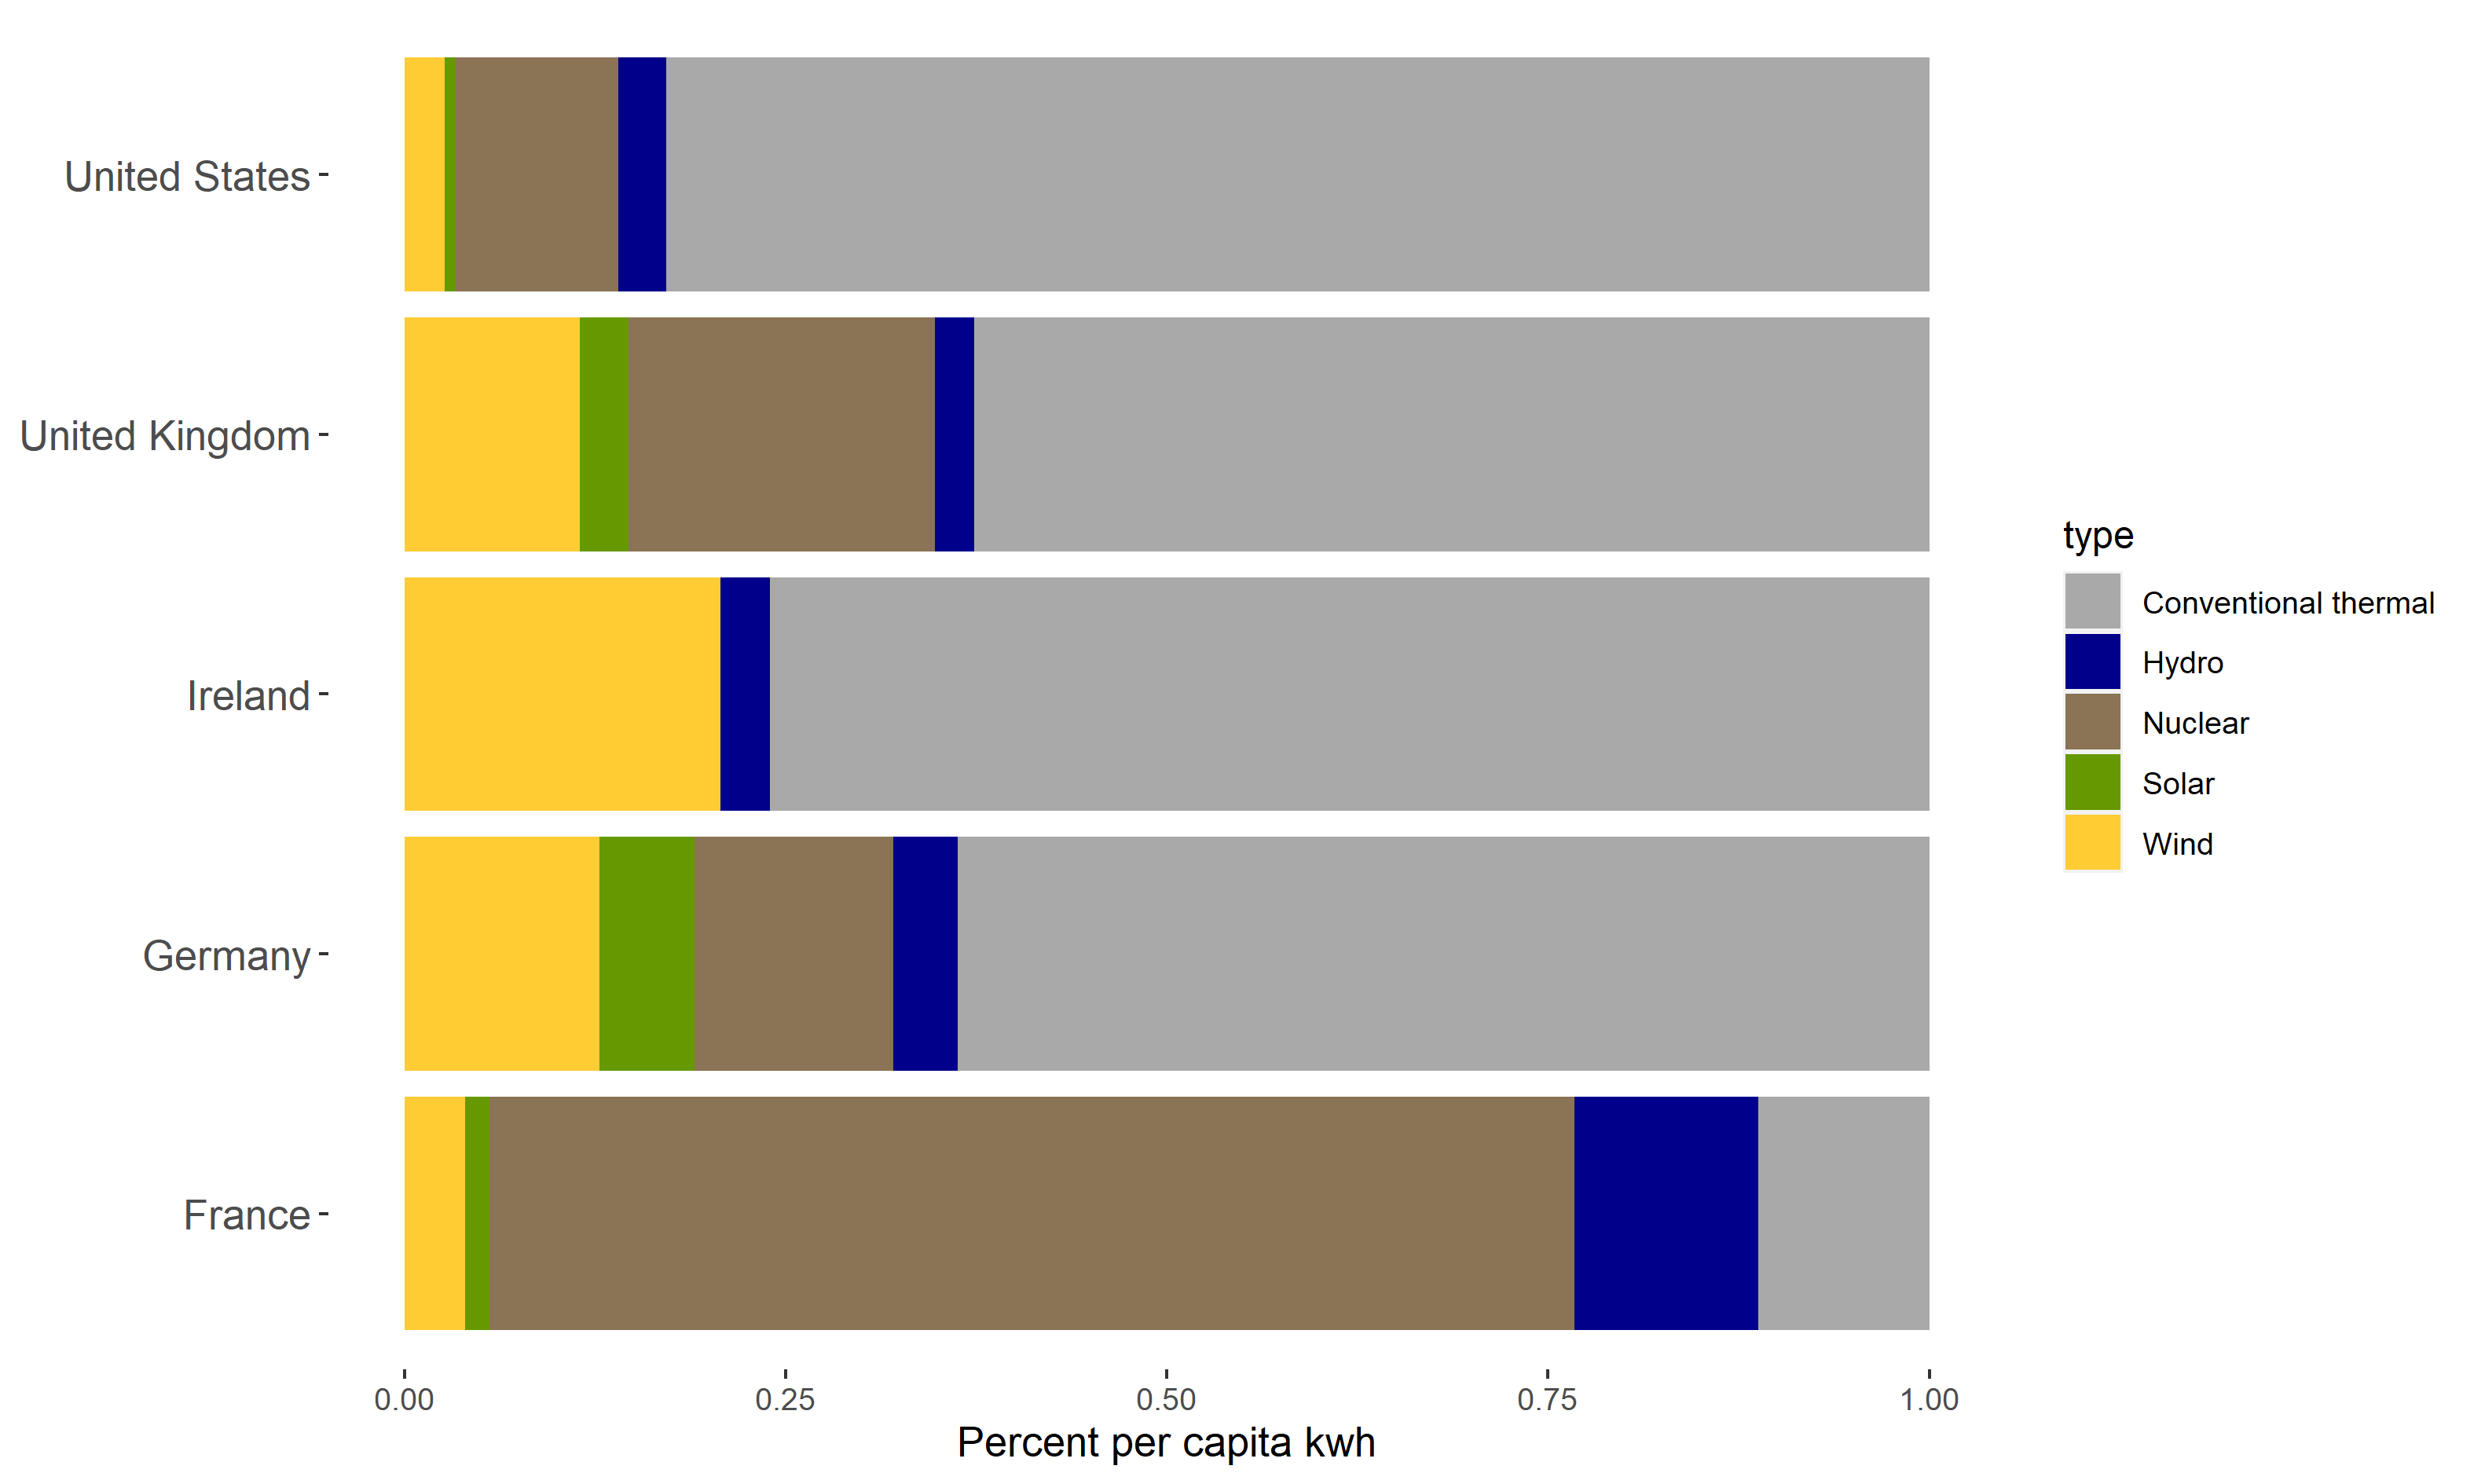 United States
United Kingdom
Ireland
Germany
France
0.00 0.25 0.50 0.75 1.00
Percent per capita kwh
type
Conventional thermal
Hydro
Nuclear
Solar
Wind